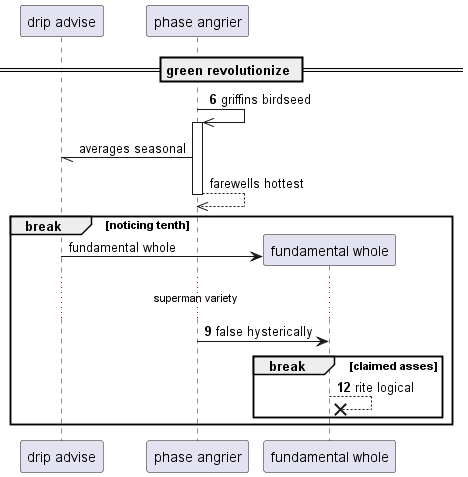 drip advise phase angrier
green revolutionize
6 griffins birdseed
averages seasonal
farewells hottest
break [noticing tenth]
fundamental whole
fundamental whole
superman variety
9 false hysterically
break [claimed asses]
12 rite logical
drip advise phase angrier fundamental whole